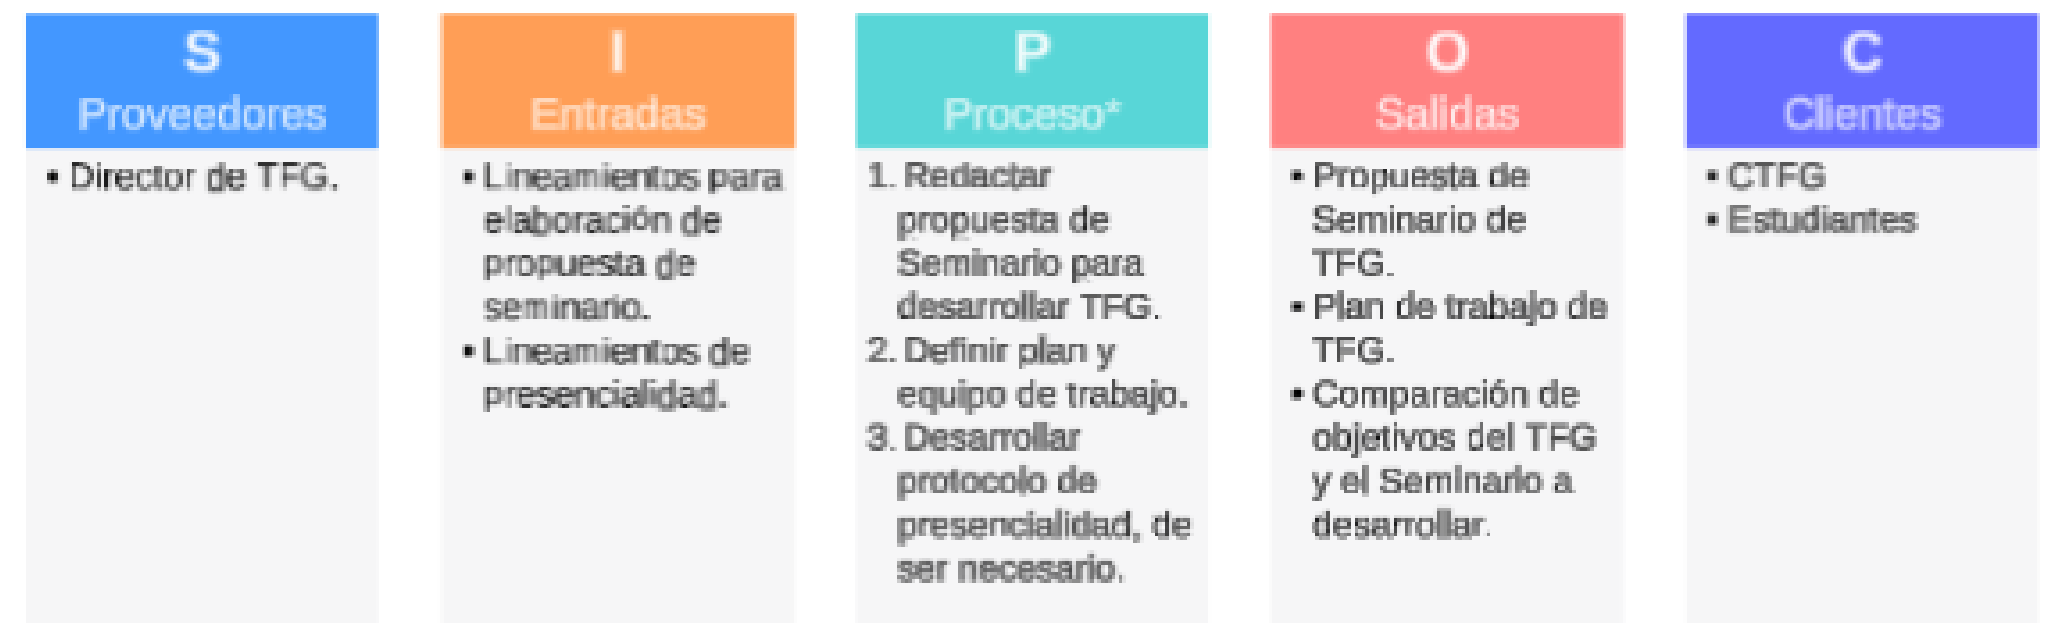 S
Proveedores
• Director de TFG.
I
Entradas
• Lineamientos para
elaboración de
propuesta de
seminario.
• Lineamientos de
presencialidad.
P
Proceso*
1. Redactar
propuesta de
Seminario para
desarrollar TFG.
2. Definir plan y
equipo de trabajo.
3. Desarrollar
protocolo de
presencialidad, de
ser necesario.
O
Salidas
• Propuesta de
Seminario de
TFG.
• Plan de trabajo de
TFG.
• Comparación de
objetivos del TFG
y el Seminario a
desarrollar.
C
Clientes
• CTFG
• Estudiantes